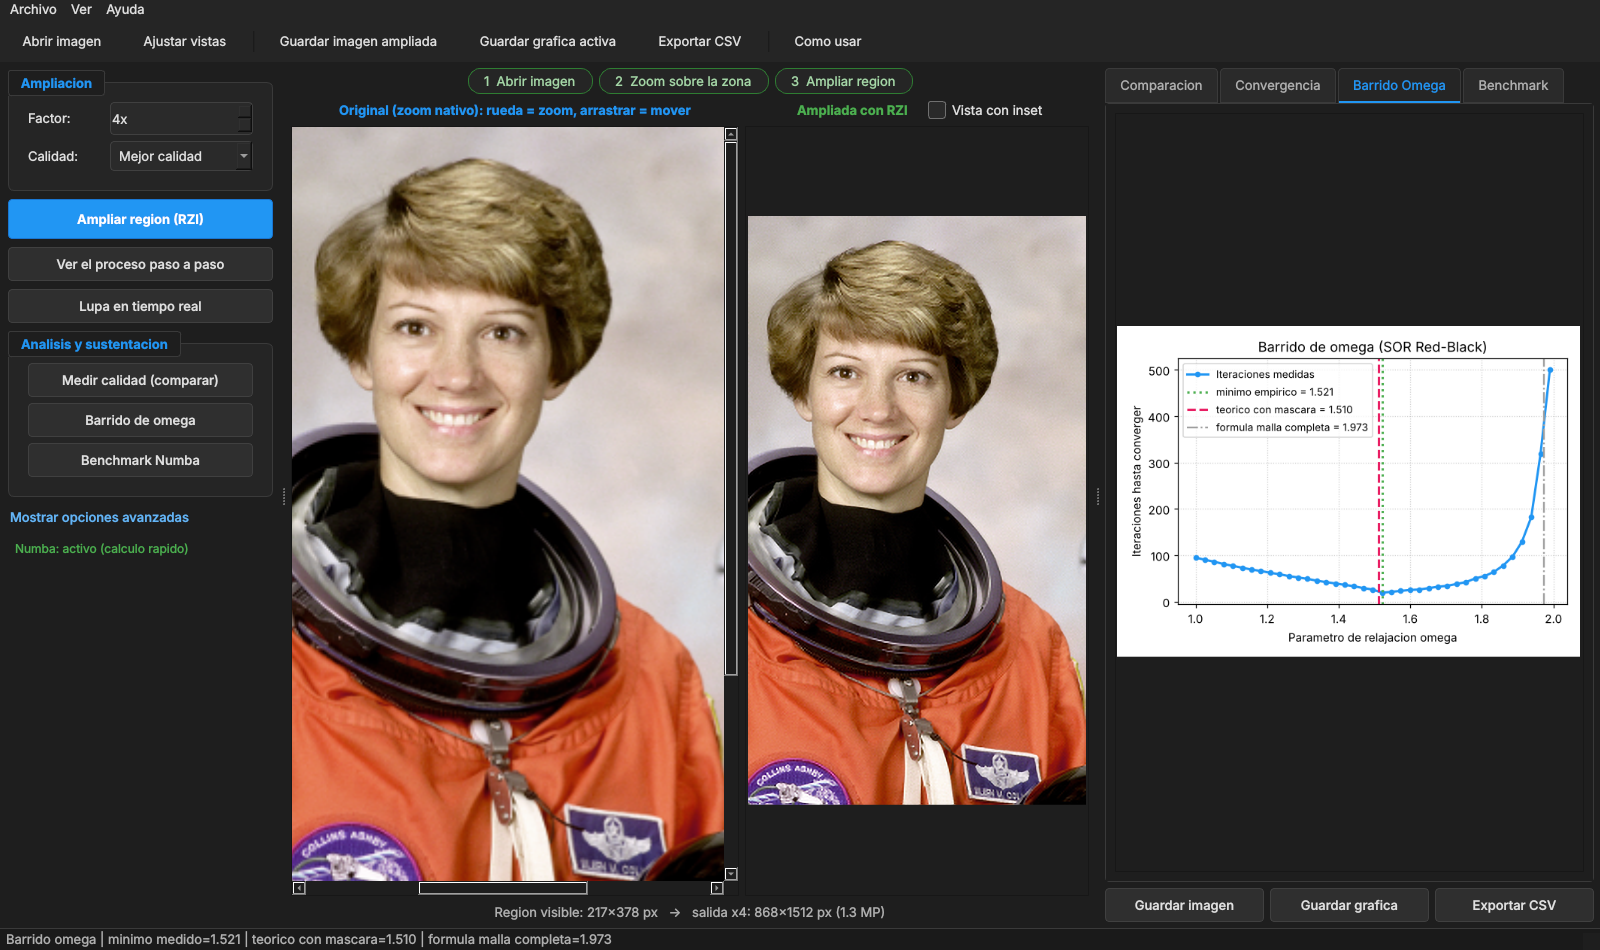 Archivo Ver Ayuda
Abrir imagen Ajustar vistas Guardar imagen ampliada Guardar grafica activa Exportar CSV Como usar
Ampliacion
Factor: 4x
Calidad: Mejor calidad
Ampliar region (RZI)
Ver el proceso paso a paso
Lupa en tiempo real
Analisis y sustentacion
Medir calidad (comparar)
Barrido de omega
Benchmark Numba
Mostrar opciones avanzadas
Numba: activo (calculo rapido)
1 Abrir imagen 2 Zoom sobre la zona 3 Ampliar region
Original (zoom nativo): rueda = zoom, arrastrar = mover
COLLINS ASHBY
Ampliada con RZI Vista con inset
COLLINS ASHBY
Region visible: 217×378 px → salida x4: 868×1512 px (1.3 MP)
Comparacion Convergencia Barrido Omega Benchmark
Barrido de omega (SOR Red-Black)
Iteraciones medidas
minimo empirico = 1.521
teorico con mascara = 1.510
formula malla completa = 1.973
Iteraciones hasta converger
500
400
300
200
100
0
1.0 1.2 1.4 1.6 1.8 2.0
Parametro de relajacion omega
Guardar imagen Guardar grafica Exportar CSV
Barrido omega | minimo medido=1.521 | teorico con mascara=1.510 | formula malla completa=1.973